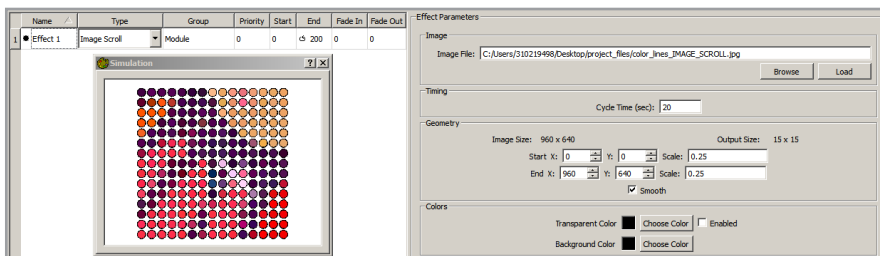 Name Type Group Priority Start End Fade In Fade Out
1 Effect 1 Image Scroll Module 0 0 200 0 0
Simulation
Effect Parameters
Image
Image File: C:/Users/310219498/Desktop/project_files/color_lines_IMAGE_SCROLL.jpg
Browse Load
Timing
Cycle Time (sec): 20
Geometry
Image Size: 960 x 640 Output Size: 15 x 15
Start X: 0 Y: 0 Scale: 0.25
End X: 960 Y: 640 Scale: 0.25
Smooth
Colors
Transparent Color Choose Color Enabled
Background Color Choose Color